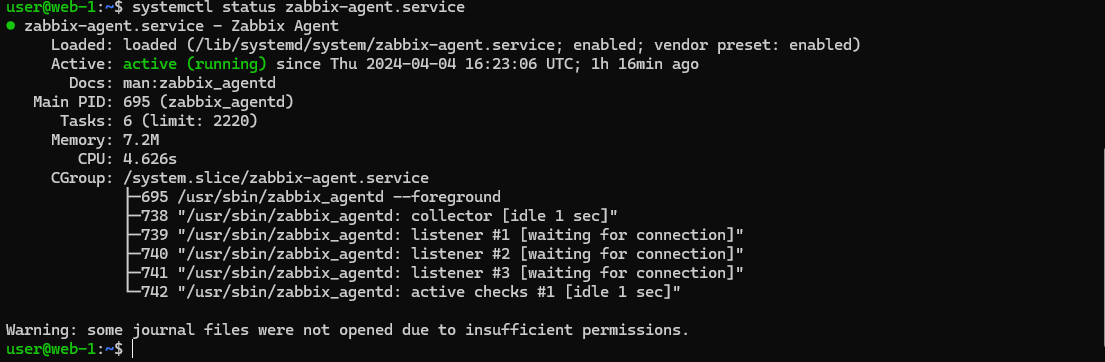 user@web-1:~$ systemctl status zabbix-agent.service
● zabbix-agent.service - Zabbix Agent
     Loaded: loaded (/lib/systemd/system/zabbix-agent.service; enabled; vendor preset: enabled)
     Active: active (running) since Thu 2024-04-04 16:23:06 UTC; 1h 16min ago
       Docs: man:zabbix_agentd
   Main PID: 695 (zabbix_agentd)
      Tasks: 6 (limit: 2220)
     Memory: 7.2M
        CPU: 4.626s
     CGroup: /system.slice/zabbix-agent.service
             ├─695 /usr/sbin/zabbix_agentd --foreground
             ├─738 "/usr/sbin/zabbix_agentd: collector [idle 1 sec]"
             ├─739 "/usr/sbin/zabbix_agentd: listener #1 [waiting for connection]"
             ├─740 "/usr/sbin/zabbix_agentd: listener #2 [waiting for connection]"
             ├─741 "/usr/sbin/zabbix_agentd: listener #3 [waiting for connection]"
             └─742 "/usr/sbin/zabbix_agentd: active checks #1 [idle 1 sec]"

Warning: some journal files were not opened due to insufficient permissions.
user@web-1:~$